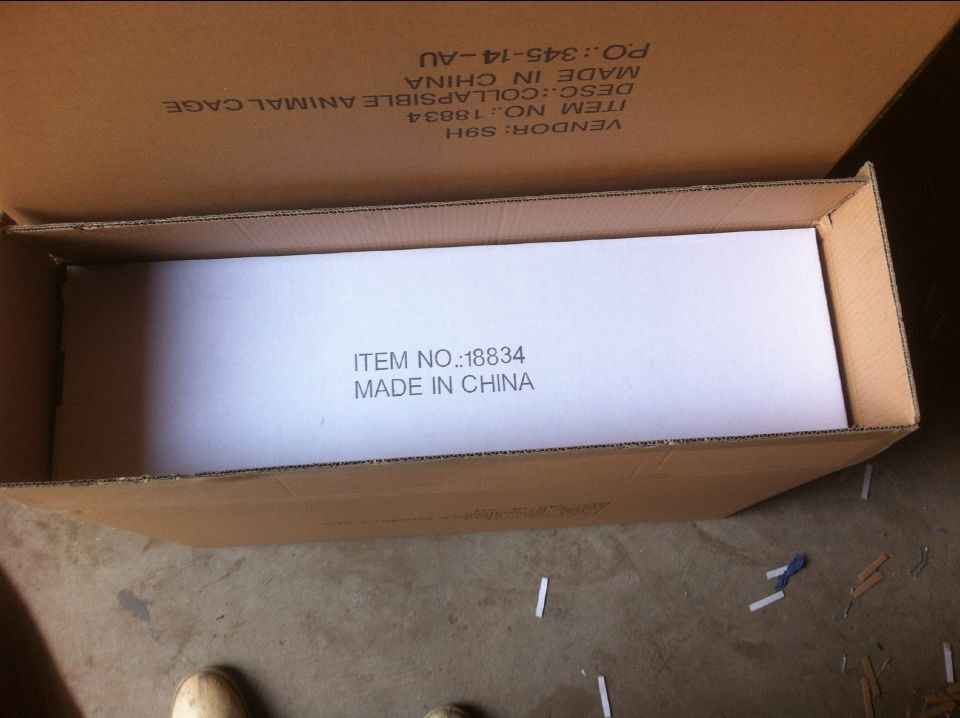 VENDOR: S9H
ITEM NO.:18834
DESC.:COLLAPSIBLE ANIMAL CAGE
MADE IN CHINA
P.O.:345-14-AU
ITEM NO.:18834
MADE IN CHINA